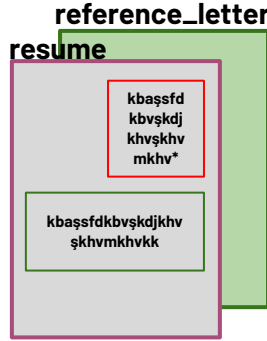 reference_letter
resume
kbaşsfd
kbvşkdj
khvşkhv
mkhv*
kbaşsfdkbvşkdjkhv
şkhvmkhvkk